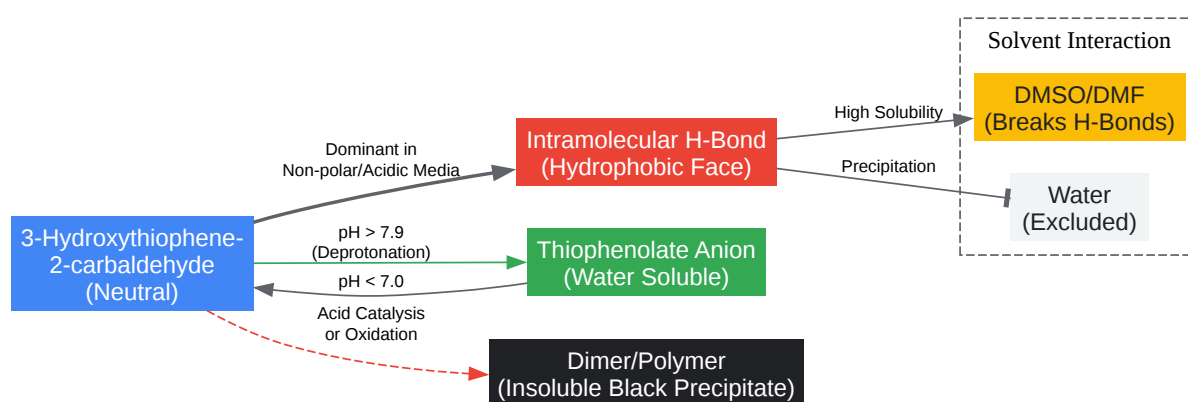 Solvent Interaction
DMSO/DMF
(Breaks H-Bonds)
High Solubility
Intramolecular H-Bond
(Hydrophobic Face)
Dominant in
Non-polar/Acidic Media
Precipitation
Water
(Excluded)
3-Hydroxythiophene-
2-carbaldehyde
(Neutral)
pH > 7.9
(Deprotonation)
Thiophenolate Anion
(Water Soluble)
pH < 7.0
Acid Catalysis
or Oxidation
Dimer/Polymer
(Insoluble Black Precipitate)